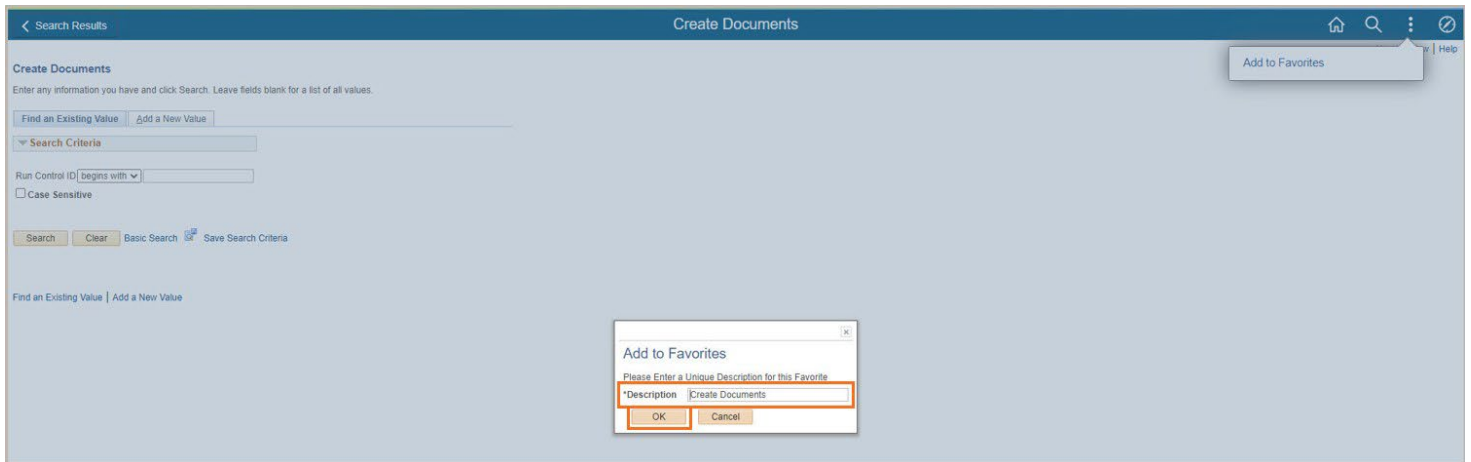 Search Results
Create Documents
Help
Add to Favorites
Create Documents
Enter any information you have and click Search. Leave fields blank for a list of all values.
Find an Existing Value Add a New Value
Search Criteria
Run Control ID begins with
Case Sensitive
Search Clear Basic Search Save Search Criteria
Find an Existing Value | Add a New Value
Add to Favorites
Please Enter a Unique Description for this Favorite
*Description Create Documents
OK Cancel